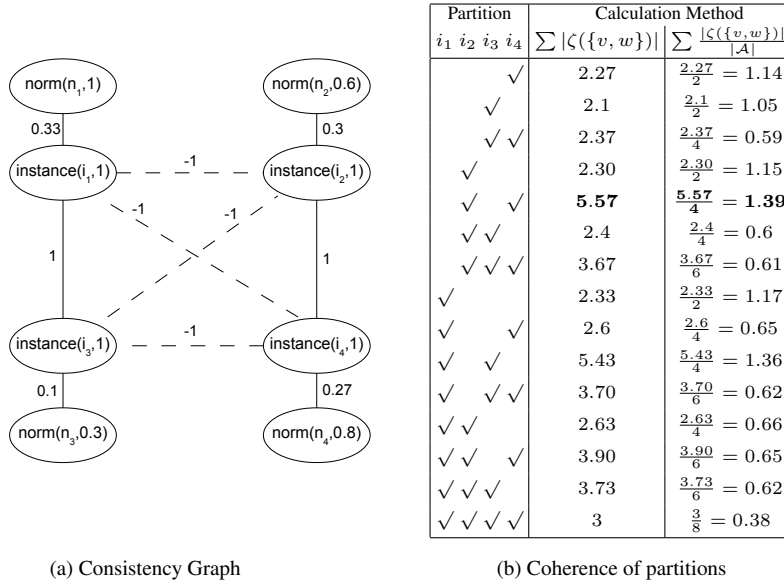 norm(n1,1)
norm(n2,0.6)
0.33
0.3
instance(i1,1)
-1
instance(i2,1)
-1
-1
1
1
instance(i3,1)
-1
instance(i4,1)
0.1
0.27
norm(n3,0.3)
norm(n4,0.8)
(a) Consistency Graph
Partition Calculation Method
i1 i2 i3 i4 ∑ |ζ({v, w})| ∑ |ζ({v,w})|/|A|
√ 2.27 2.27/2 = 1.14
√ 2.1 2.1/2 = 1.05
√ √ 2.37 2.37/4 = 0.59
√ 2.30 2.30/2 = 1.15
√ √ 5.57 5.57/4 = 1.39
√ √ 2.4 2.4/4 = 0.6
√ √ √ 3.67 3.67/6 = 0.61
√ 2.33 2.33/2 = 1.17
√ √ 2.6 2.6/4 = 0.65
√ √ 5.43 5.43/4 = 1.36
√ √ √ 3.70 3.70/6 = 0.62
√ √ 2.63 2.63/4 = 0.66
√ √ √ 3.90 3.90/6 = 0.65
√ √ √ 3.73 3.73/6 = 0.62
√ √ √ √ 3 3/8 = 0.38
(b) Coherence of partitions